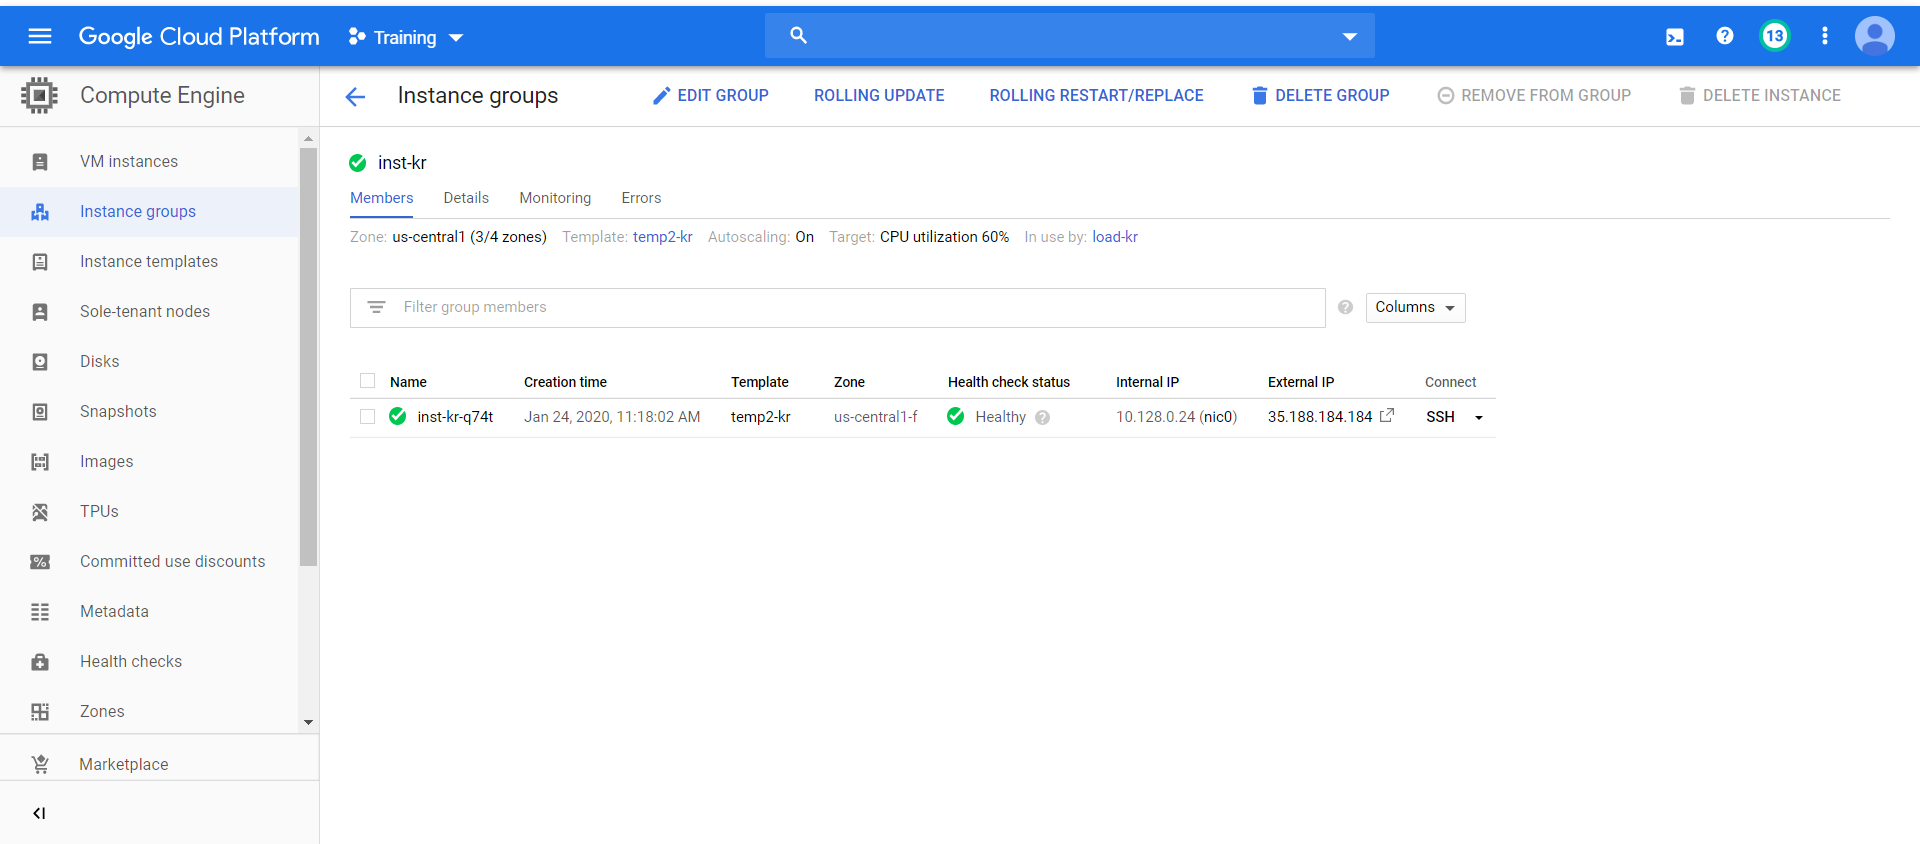 Google Cloud Platform Training 13
Compute Engine
Instance groups EDIT GROUP ROLLING UPDATE ROLLING RESTART/REPLACE DELETE GROUP REMOVE FROM GROUP DELETE INSTANCE
VM instances
Instance groups
Instance templates
Sole-tenant nodes
Disks
Snapshots
Images
TPUs
Committed use discounts
Metadata
Health checks
Zones
Marketplace
inst-kr
Members Details Monitoring Errors
Zone: us-central1 (3/4 zones) Template: temp2-kr Autoscaling: On Target: CPU utilization 60% In use by: load-kr
Filter group members Columns
Name Creation time Template Zone Health check status Internal IP External IP Connect
inst-kr-q74t Jan 24, 2020, 11:18:02 AM temp2-kr us-central1-f Healthy 10.128.0.24 (nic0) 35.188.184.184 SSH